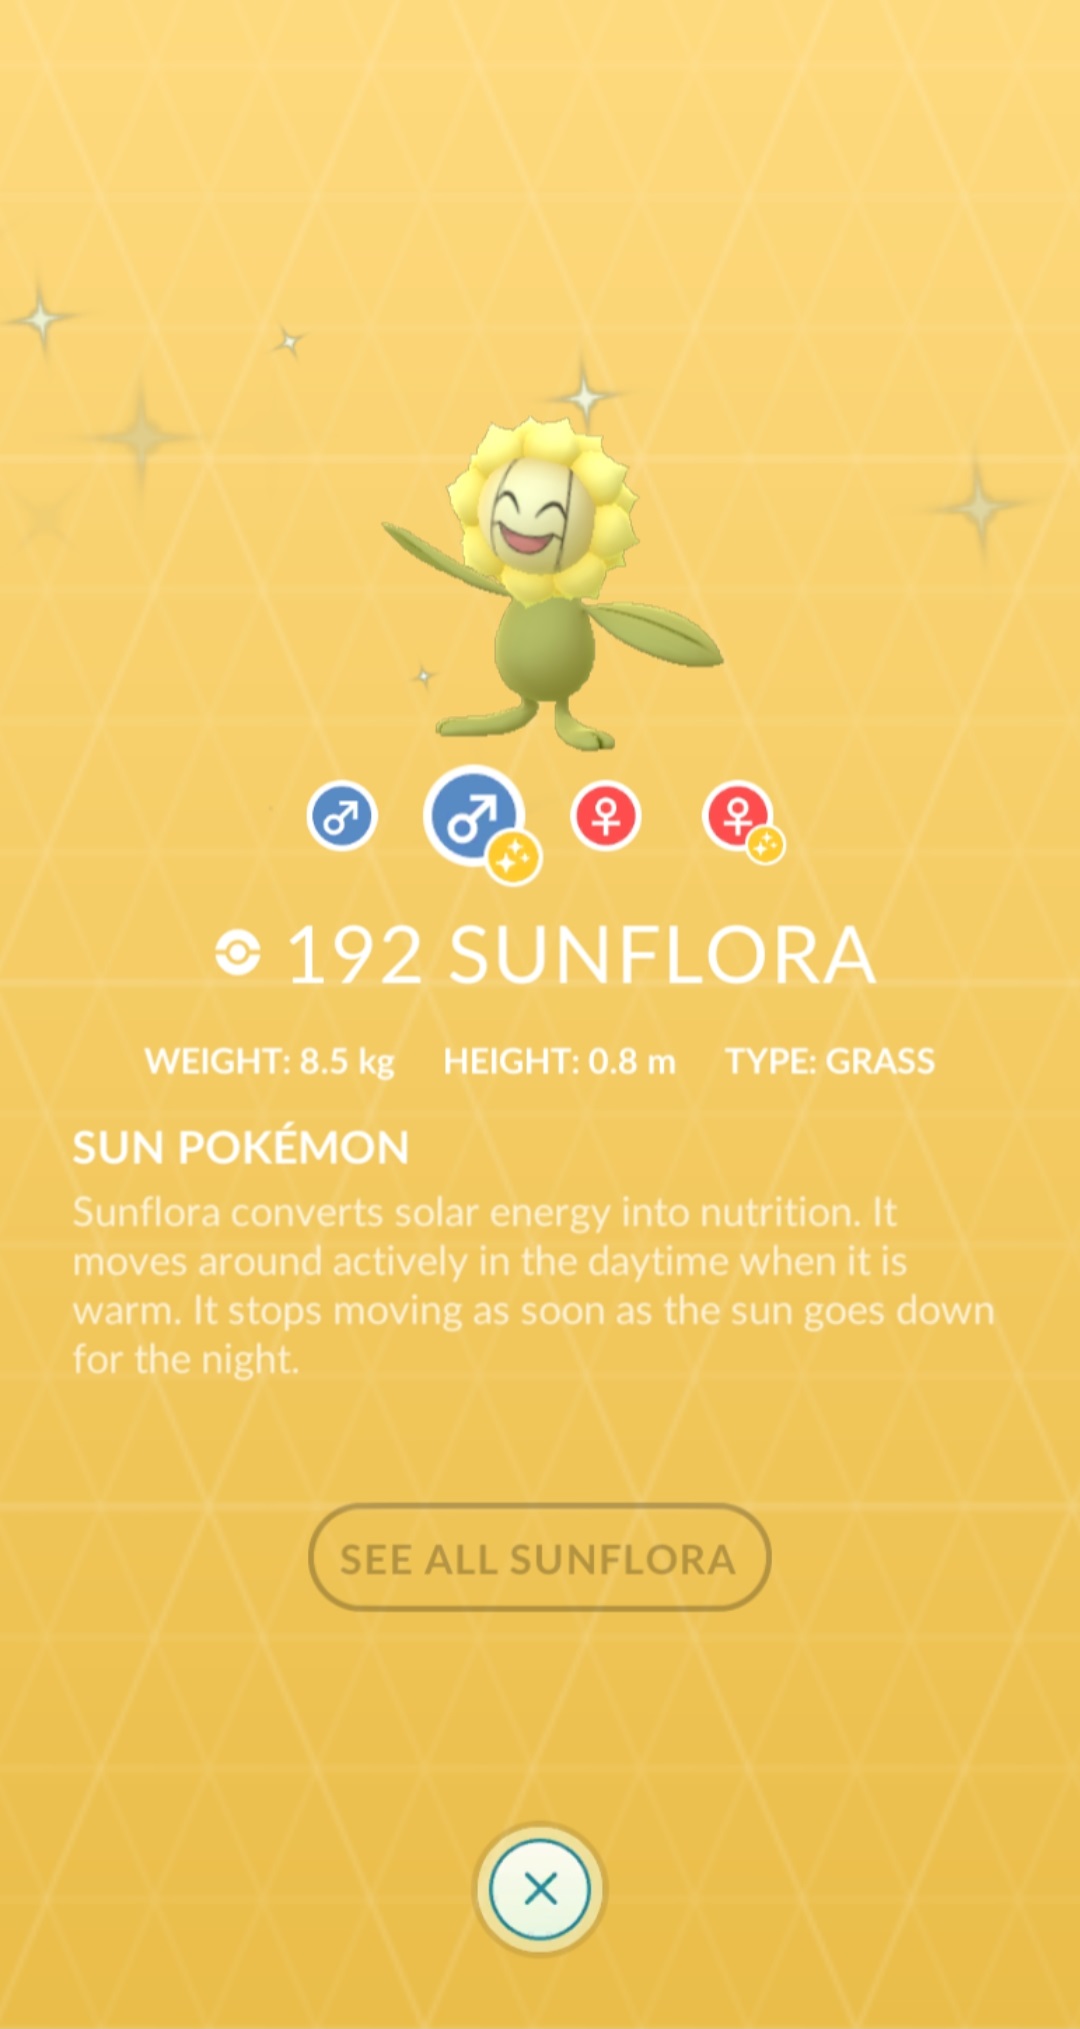 192 SUNFLORA
WEIGHT: 8.5 kg HEIGHT: 0.8 m TYPE: GRASS
SUN POKÉMON
Sunflora converts solar energy into nutrition. It
moves around actively in the daytime when it is
warm. It stops moving as soon as the sun goes down
for the night.
SEE ALL SUNFLORA